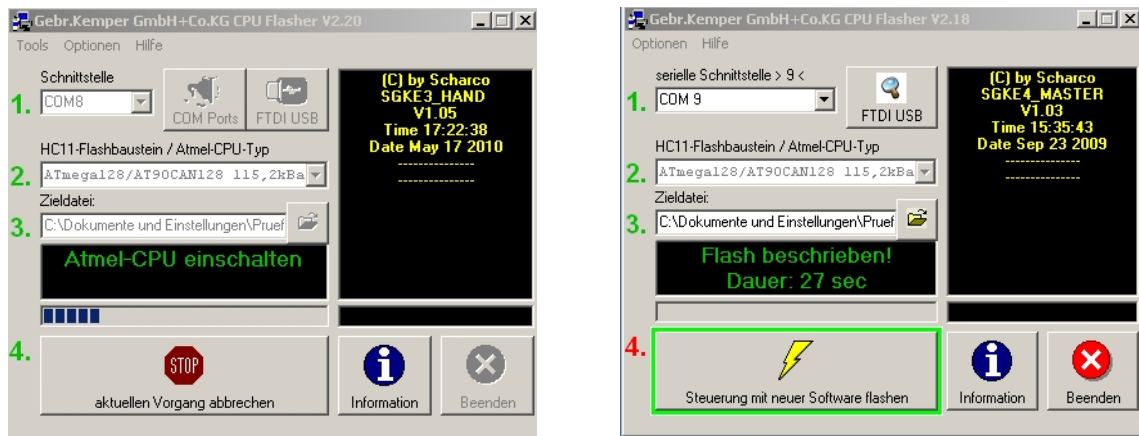 Gebr.Kemper GmbH+Co.KG CPU Flasher V2.20
Tools Optionen Hilfe
Schnittstelle
1. COM8
COM Ports
FTDI USB
HC11-Flashbaustein / Atmel-CPU-Typ
2. ATmega128/AT90CAN128 115,2kBa
Zieldatei:
3. C:\Dokumente und Einstellungen\Pruef
Atmel-CPU einschalten
4. STOP
aktuellen Vorgang abbrechen
(C) by Scharco
SGKE3_HAND
V1.05
Time 17:22:38
Date May 17 2010
---------------
---------------
Information
Beenden
Gebr.Kemper GmbH+Co.KG CPU Flasher V2.18
Optionen Hilfe
serielle Schnittstelle > 9 <
1. COM 9
FTDI USB
HC11-Flashbaustein / Atmel-CPU-Typ
2. ATmega128/AT90CAN128 115,2kBa
Zieldatei:
3. C:\Dokumente und Einstellungen\Pruef
Flash beschrieben!
Dauer: 27 sec
4. Steuerung mit neuer Software flashen
(C) by Scharco
SGKE4_MASTER
V1.03
Time 15:35:43
Date Sep 23 2009
---------------
---------------
Information
Beenden